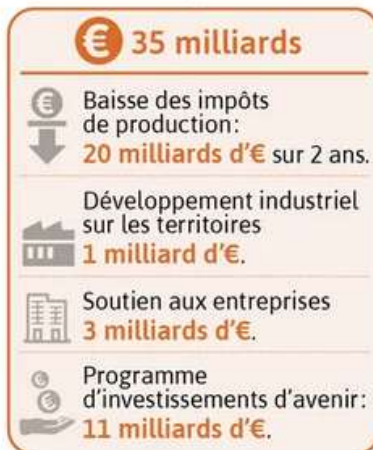 € 35 milliards
€
Baisse des impôts
de production:
20 milliards d'€ sur 2 ans.
Développement industriel
sur les territoires
1 milliard d'€.
Soutien aux entreprises
3 milliards d'€.
Programme
d'investissements d'avenir:
11 milliards d'€.